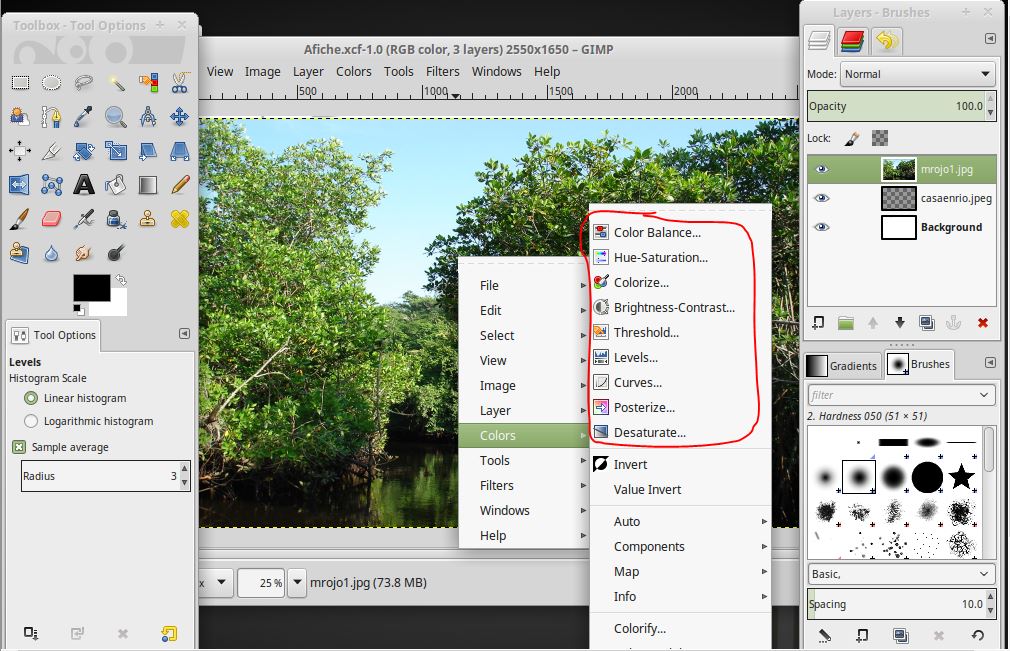 Toolbox - Tool Options
Tool Options
Levels
Histogram Scale
Linear histogram
Logarithmic histogram
Sample average
Radius 3
Afiche.xcf-1.0 (RGB color, 3 layers) 2550x1650 – GIMP
View Image Layer Colors Tools Filters Windows Help
500 1000 1500 2000
File
Edit
Select
View
Image
Layer
Colors
Tools
Filters
Windows
Help
Color Balance...
Hue-Saturation...
Colorize...
Brightness-Contrast...
Threshold...
Levels...
Curves...
Posterize...
Desaturate...
Invert
Value Invert
Auto
Components
Map
Info
Colorify...
x 25 % mrojo1.jpg (73.8 MB)
Layers - Brushes
Mode: Normal
Opacity 100.0
Lock:
mrojo1.jpg
casaenrio.jpeg
Background
Gradients Brushes
filter
2. Hardness 050 (51 × 51)
Basic,
Spacing 10.0